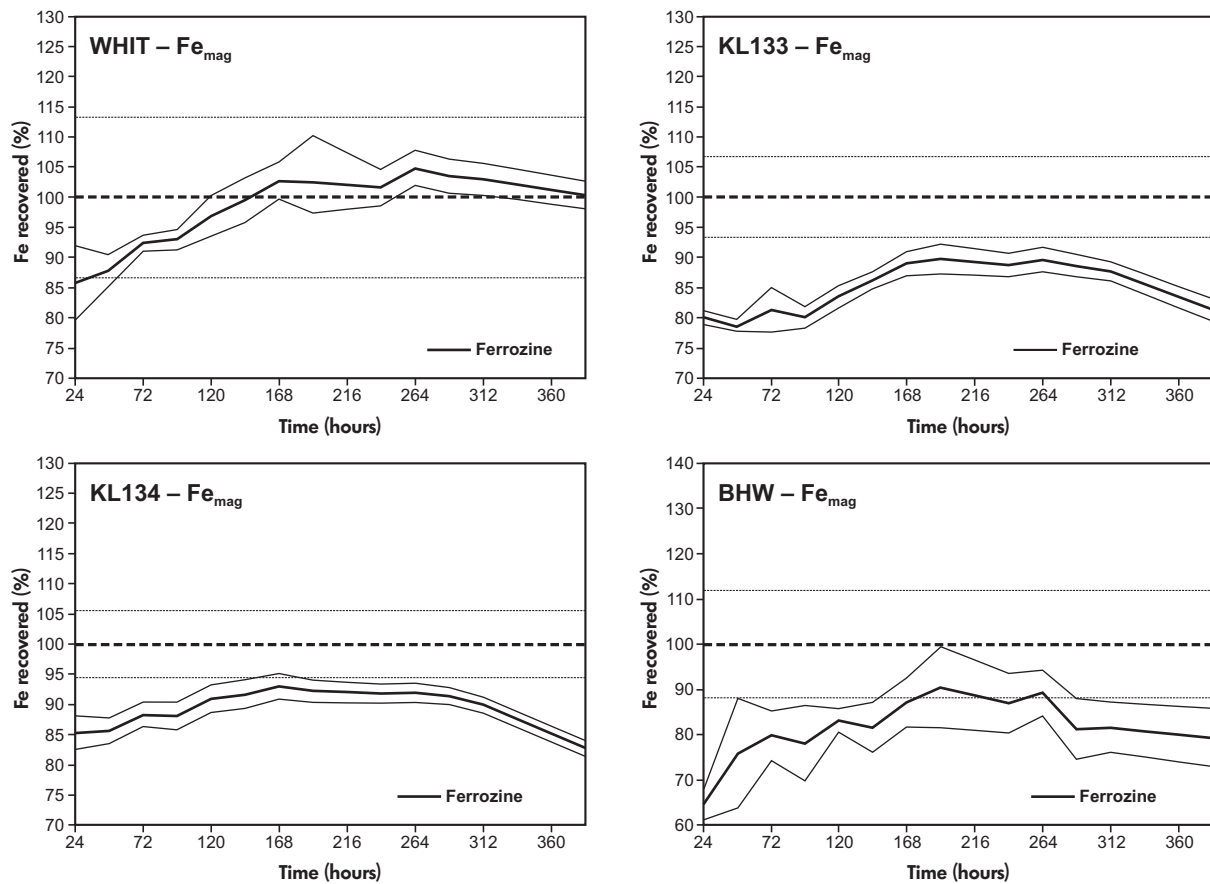 WHIT – Femag
Fe recovered (%)
130
125
120
115
110
105
100
95
90
85
80
75
70
Ferrozine
24 72 120 168 216 264 312 360
Time (hours)
KL133 – Femag
Fe recovered (%)
130
125
120
115
110
105
100
95
90
85
80
75
70
Ferrozine
24 72 120 168 216 264 312 360
Time (hours)
KL134 – Femag
Fe recovered (%)
130
125
120
115
110
105
100
95
90
85
80
75
70
Ferrozine
24 72 120 168 216 264 312 360
Time (hours)
BHW – Femag
Fe recovered (%)
140
130
120
110
100
90
80
70
60
Ferrozine
24 72 120 168 216 264 312 360
Time (hours)